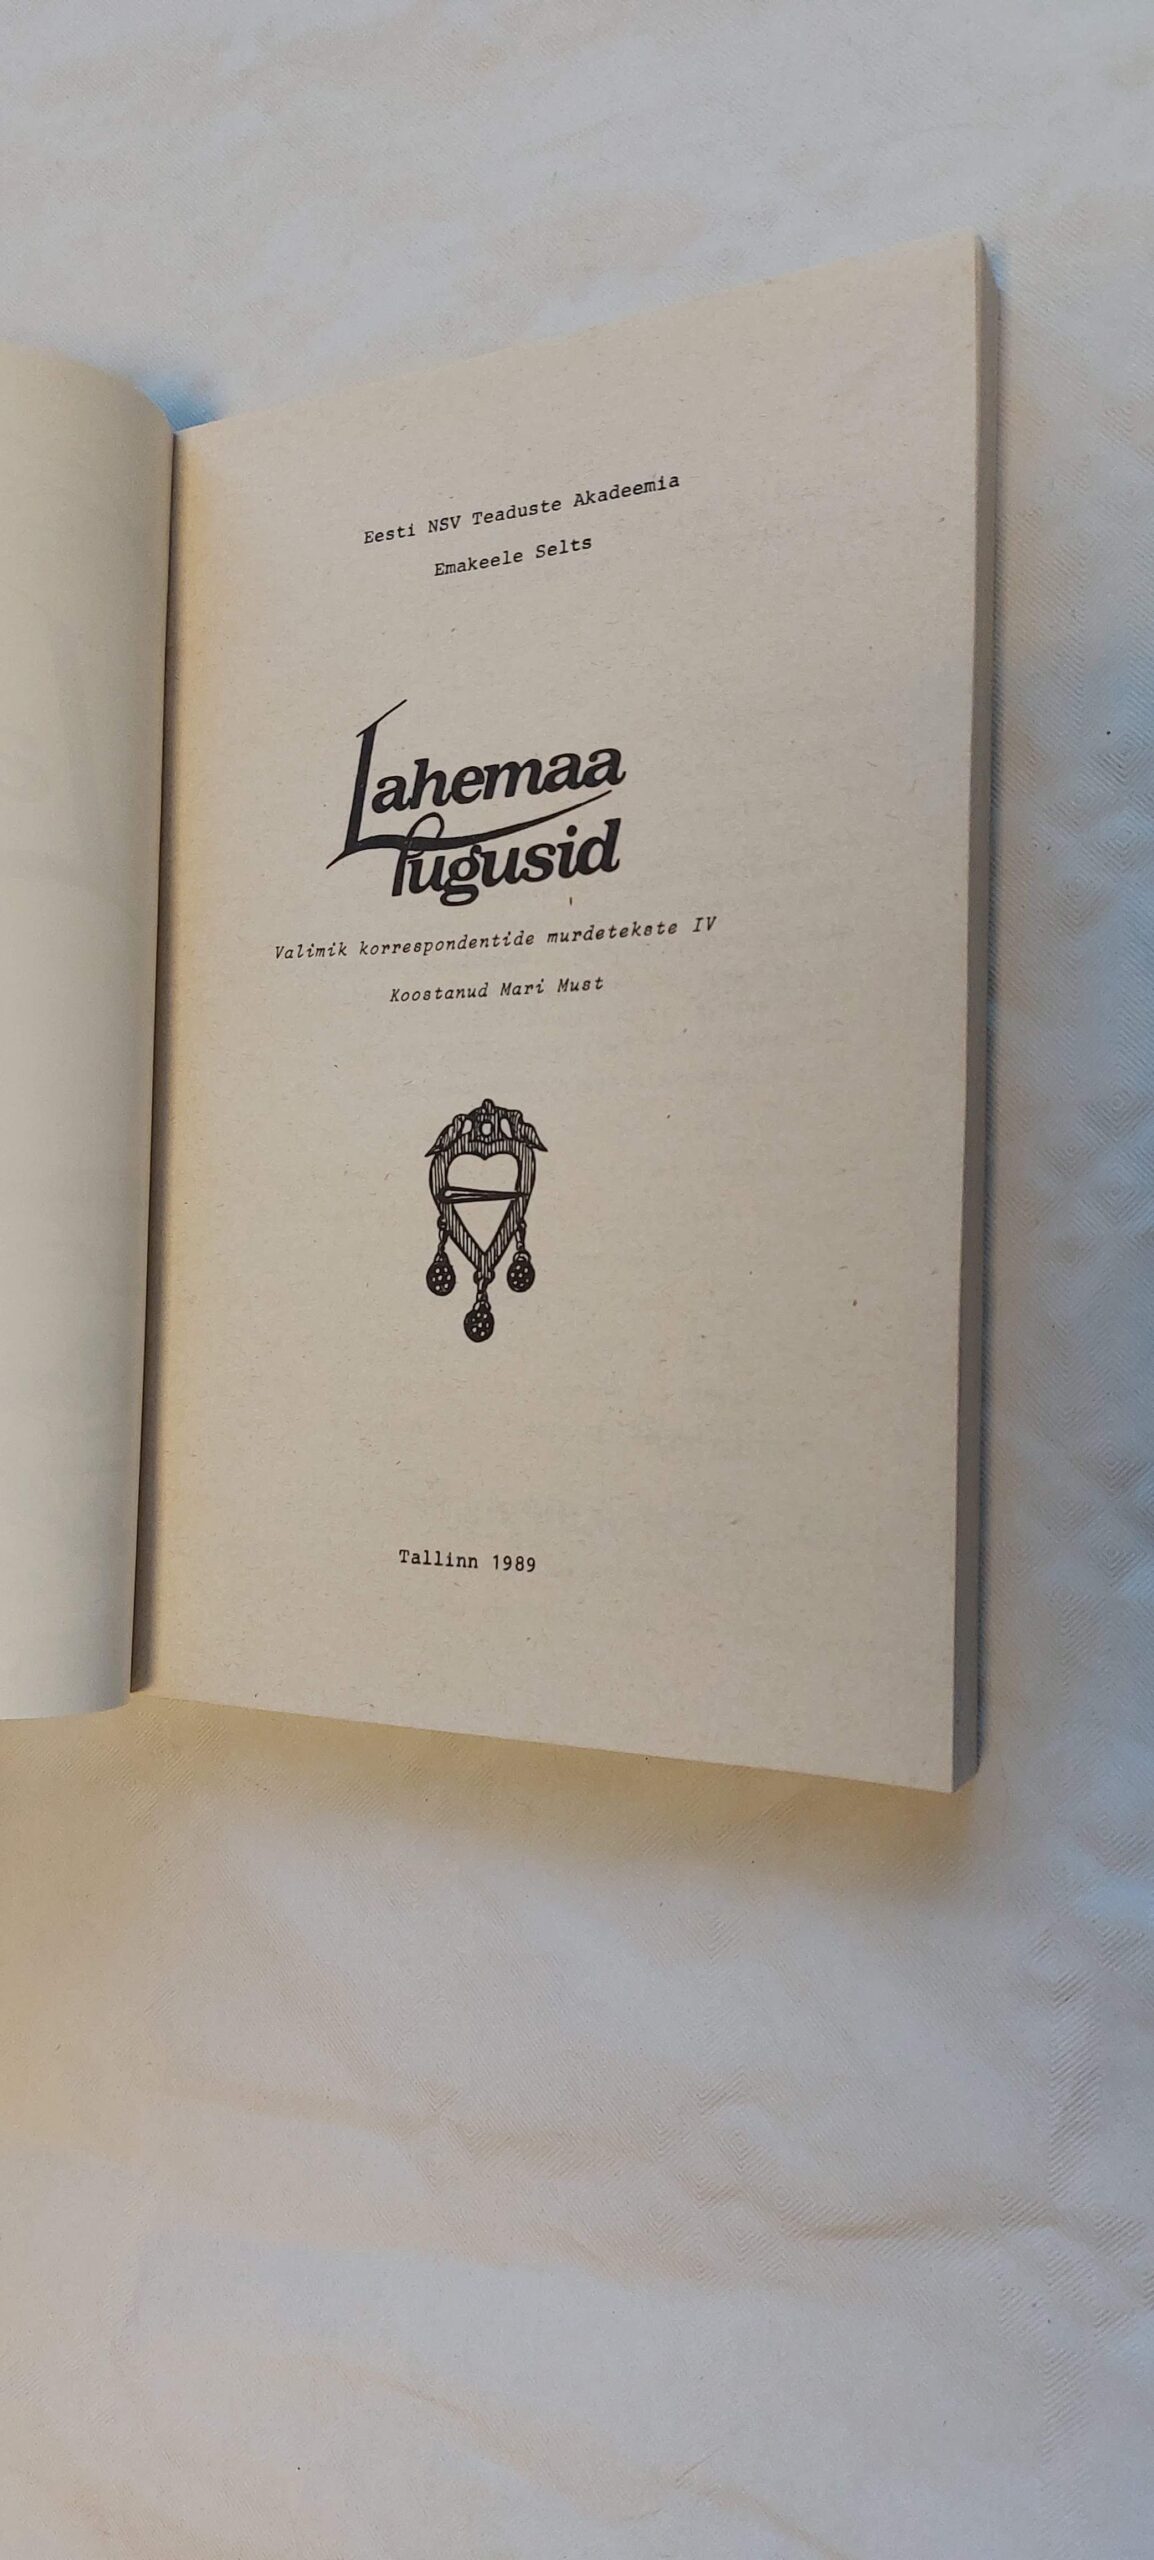 Eesti NSV Teaduste Akadeemia
Emakeele Selts
Lahemaa
lugusid
Valimik korrespondentide murdetekste IV
Koostanud Mari Must
Tallinn 1989